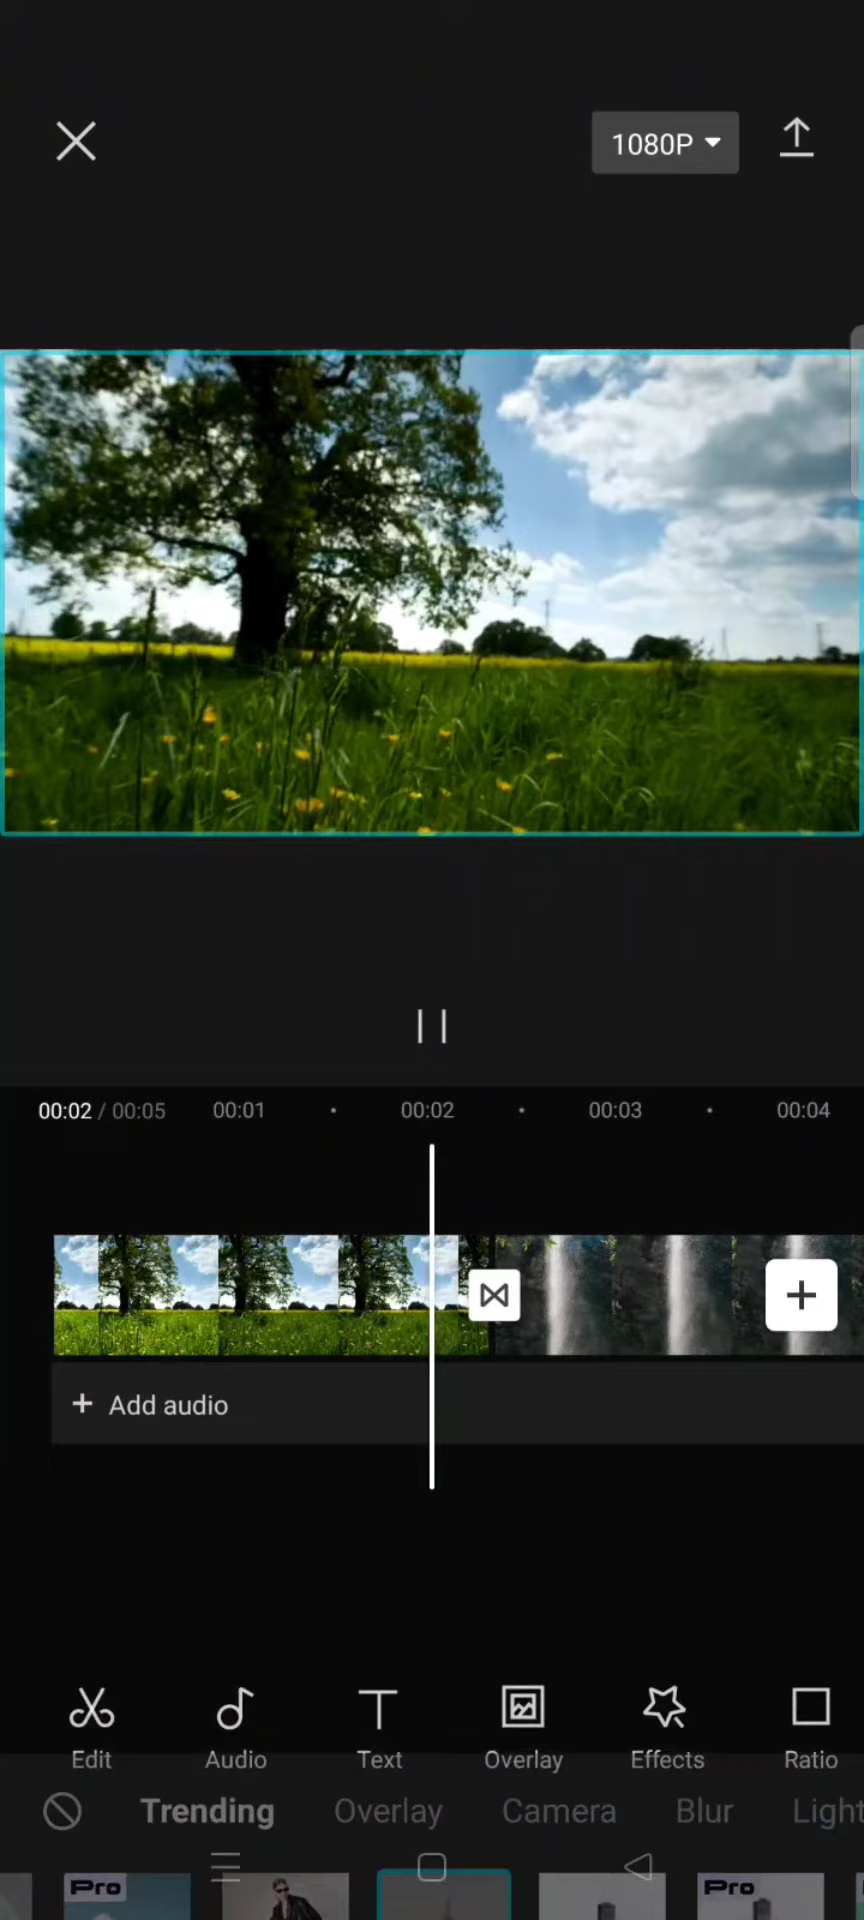 1080P
00:02 / 00:05 00:01 00:02 00:03 00:04
+ Add audio
Edit Audio Text Overlay Effects Ratio
Trending Overlay Camera Blur Light
Pro Pro